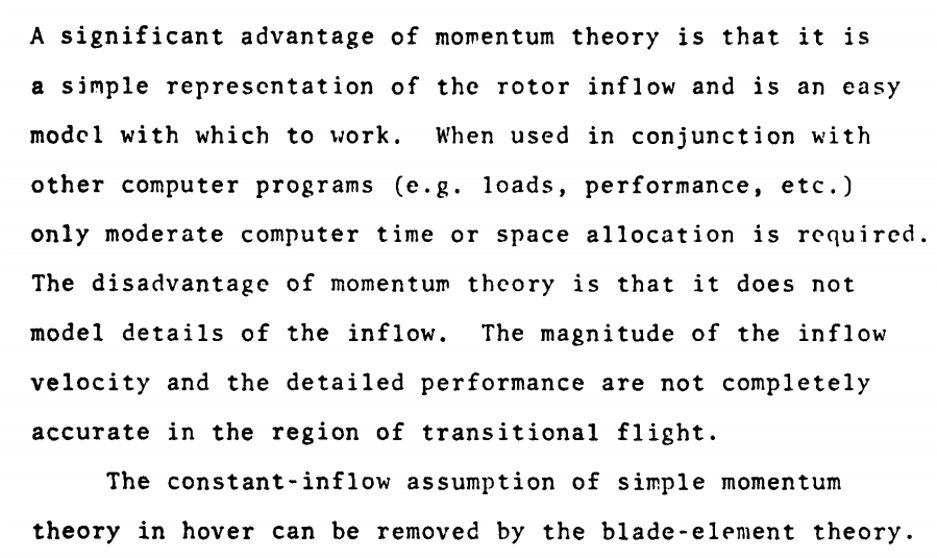 A significant advantage of momentum theory is that it is
a simple representation of the rotor inflow and is an easy
model with which to work. When used in conjunction with
other computer programs (e.g. loads, performance, etc.)
only moderate computer time or space allocation is required.
The disadvantage of momentum theory is that it does not
model details of the inflow. The magnitude of the inflow
velocity and the detailed performance are not completely
accurate in the region of transitional flight.
The constant-inflow assumption of simple momentum
theory in hover can be removed by the blade-element theory.